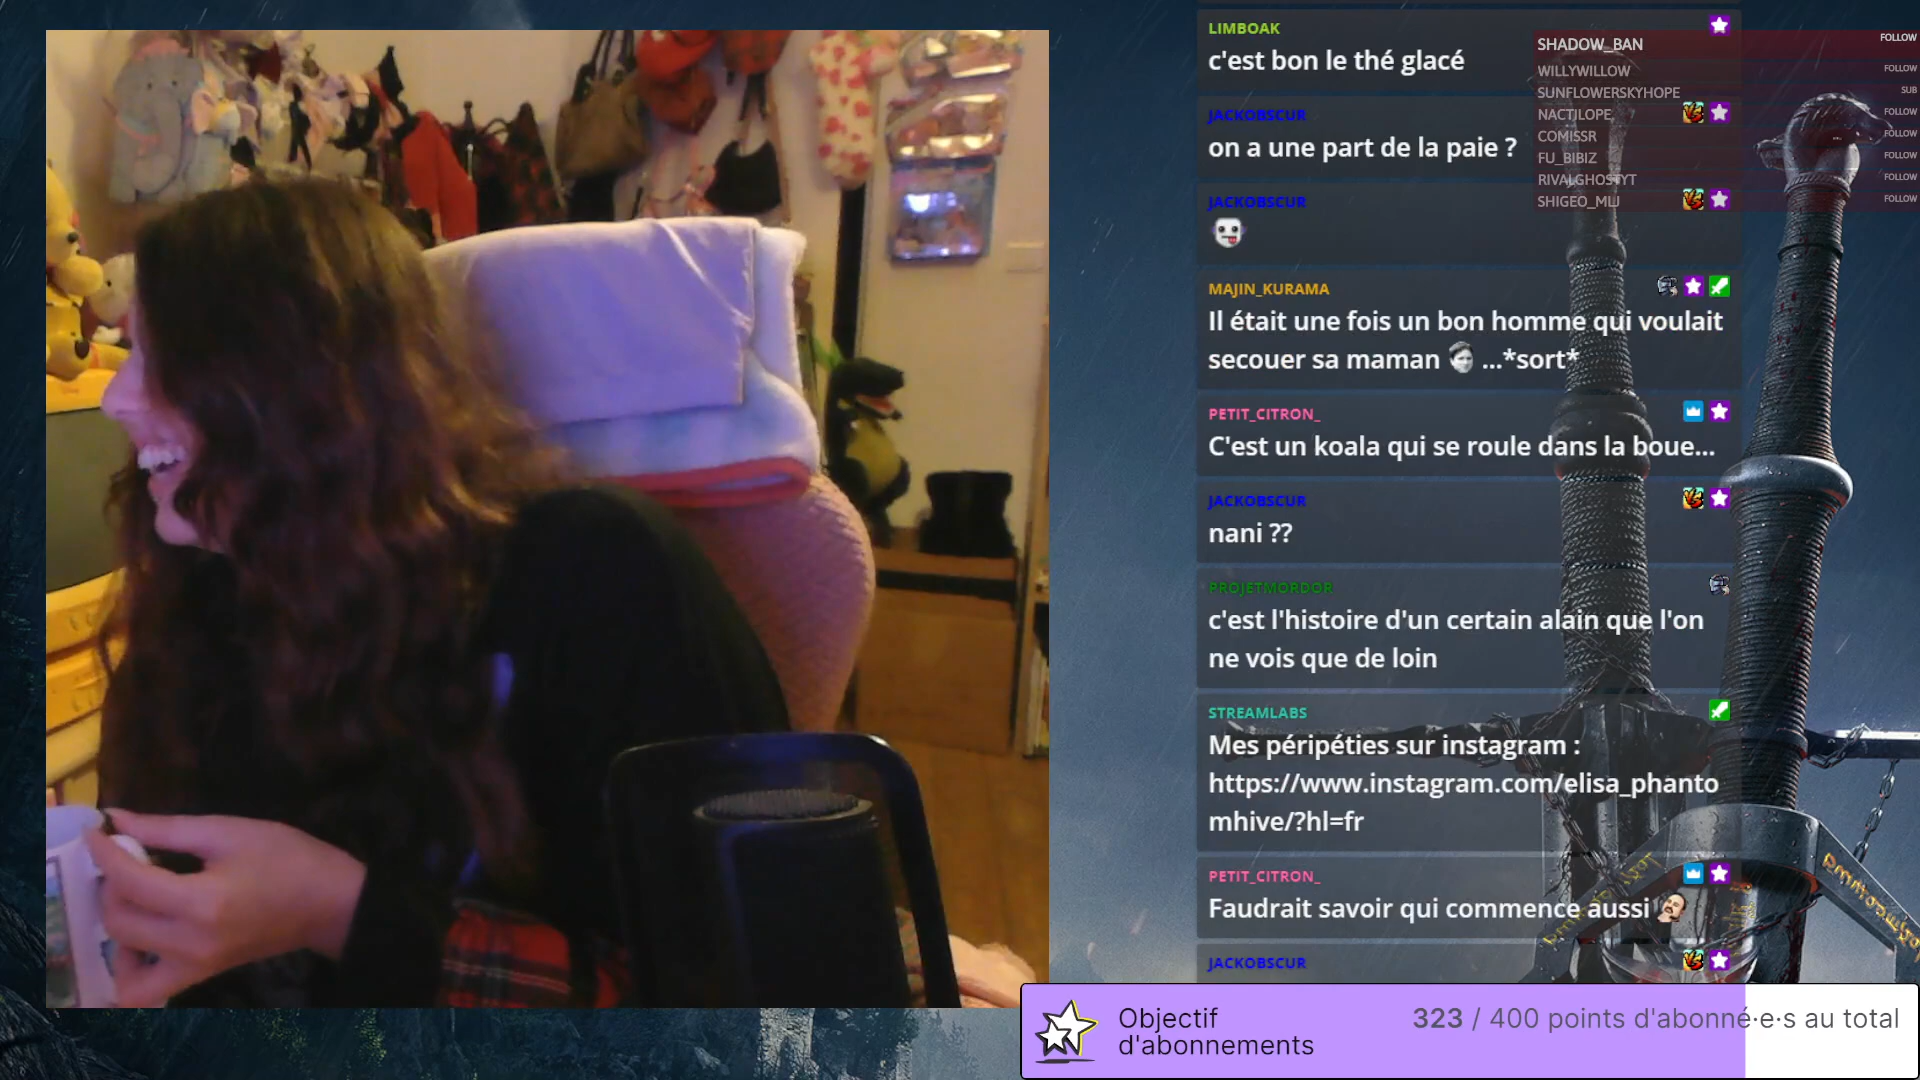 LIMBOAK
c'est bon le thé glacé
JACKOBSCUR
on a une part de la paie ?
JACKOBSCUR
MAJIN_KURAMA
Il était une fois un bon homme qui voulait
secouer sa maman ...*sort*
PETIT_CITRON_
C'est un koala qui se roule dans la boue...
JACKOBSCUR
nani ??
PROJETMORDOR
c'est l'histoire d'un certain alain que l'on
ne vois que de loin
STREAMLABS
Mes péripéties sur instagram :
https://www.instagram.com/elisa_phanto
mhive/?hl=fr
PETIT_CITRON_
Faudrait savoir qui commence aussi
JACKOBSCUR
SHADOW_BAN FOLLOW
WILLYWILLOW FOLLOW
SUNFLOWERSKYHOPE SUB
NACTILOPE_ FOLLOW
COMISSR FOLLOW
FU_BIBIZ FOLLOW
RIVALGHOSTYT FOLLOW
SHIGEO_MLJ FOLLOW
Objectif
d'abonnements
323 / 400 points d'abonné·e·s au total